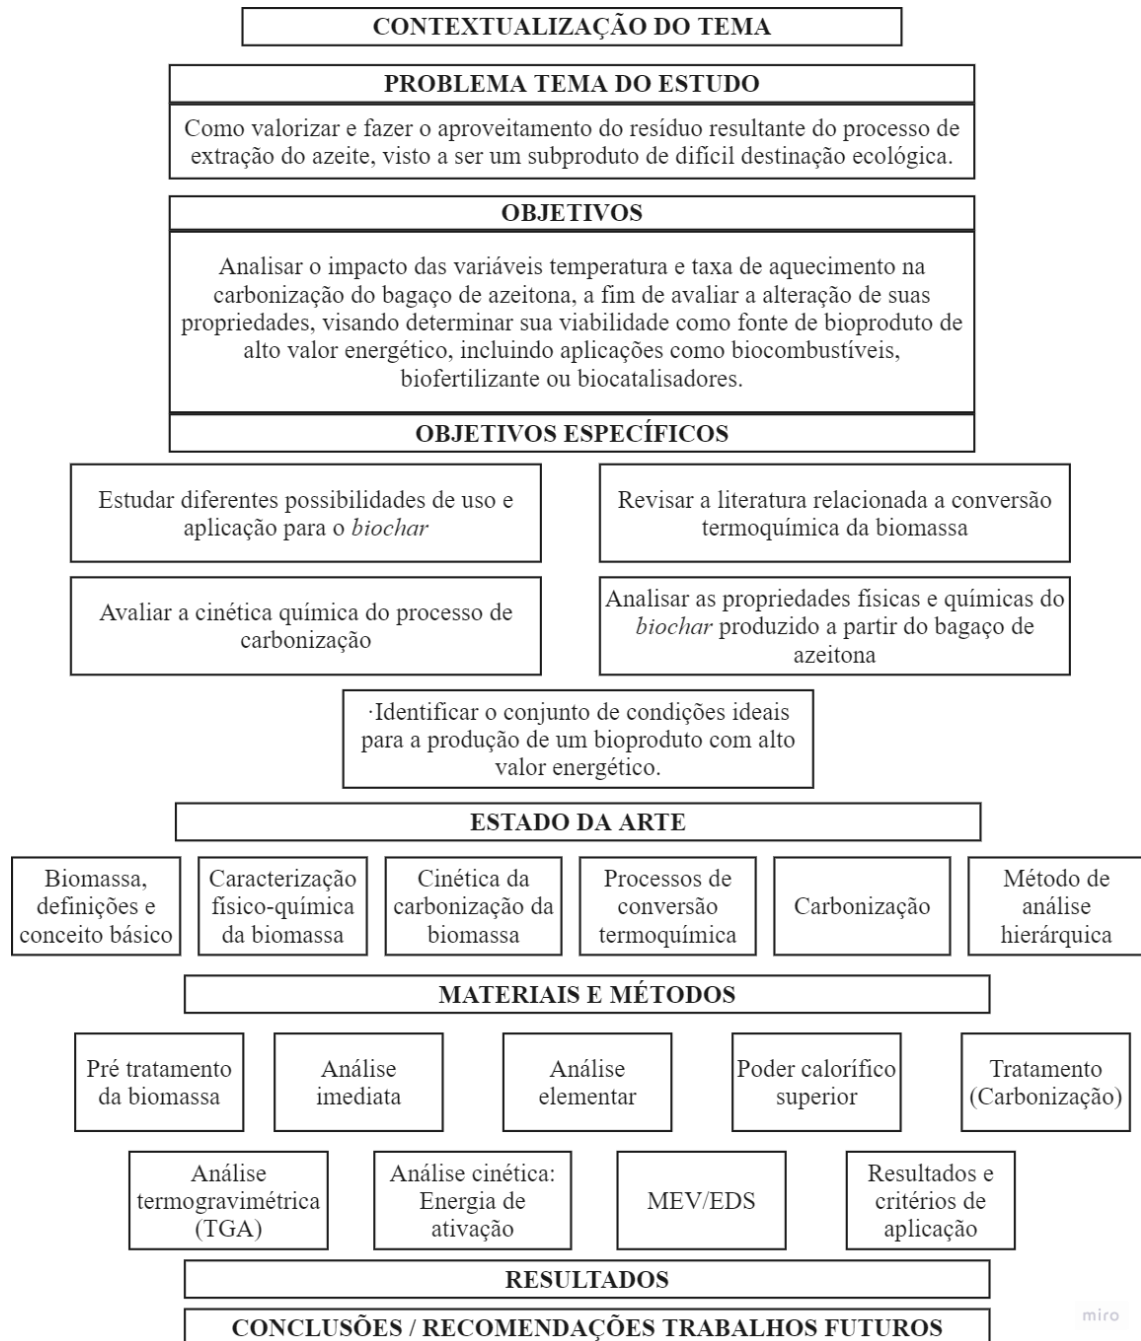 CONTEXTUALIZAÇÃO DO TEMA
PROBLEMA TEMA DO ESTUDO
Como valorizar e fazer o aproveitamento do resíduo resultante do processo de
extração do azeite, visto a ser um subproduto de difícil destinação ecológica.
OBJETIVOS
Analisar o impacto das variáveis temperatura e taxa de aquecimento na
carbonização do bagaço de azeitona, a fim de avaliar a alteração de suas
propriedades, visando determinar sua viabilidade como fonte de bioproduto de
alto valor energético, incluindo aplicações como biocombustíveis,
biofertilizante ou biocatalisadores.
OBJETIVOS ESPECÍFICOS
Estudar diferentes possibilidades de uso e
aplicação para o biochar
Revisar a literatura relacionada a conversão
termoquímica da biomassa
Avaliar a cinética química do processo de
carbonização
Analisar as propriedades físicas e químicas do
biochar produzido a partir do bagaço de
azeitona
·Identificar o conjunto de condições ideais
para a produção de um bioproduto com alto
valor energético.
ESTADO DA ARTE
Biomassa,
definições e
conceito básico
Caracterização
físico-química
da biomassa
Cinética da
carbonização da
biomassa
Processos de
conversão
termoquímica
Carbonização
Método de
análise
hierárquica
MATERIAIS E MÉTODOS
Pré tratamento
da biomassa
Análise
imediata
Análise
elementar
Poder calorífico
superior
Tratamento
(Carbonização)
Análise
termogravimétrica
(TGA)
Análise cinética:
Energia de
ativação
MEV/EDS
Resultados e
critérios de
aplicação
RESULTADOS
CONCLUSÕES / RECOMENDAÇÕES TRABALHOS FUTUROS
miro